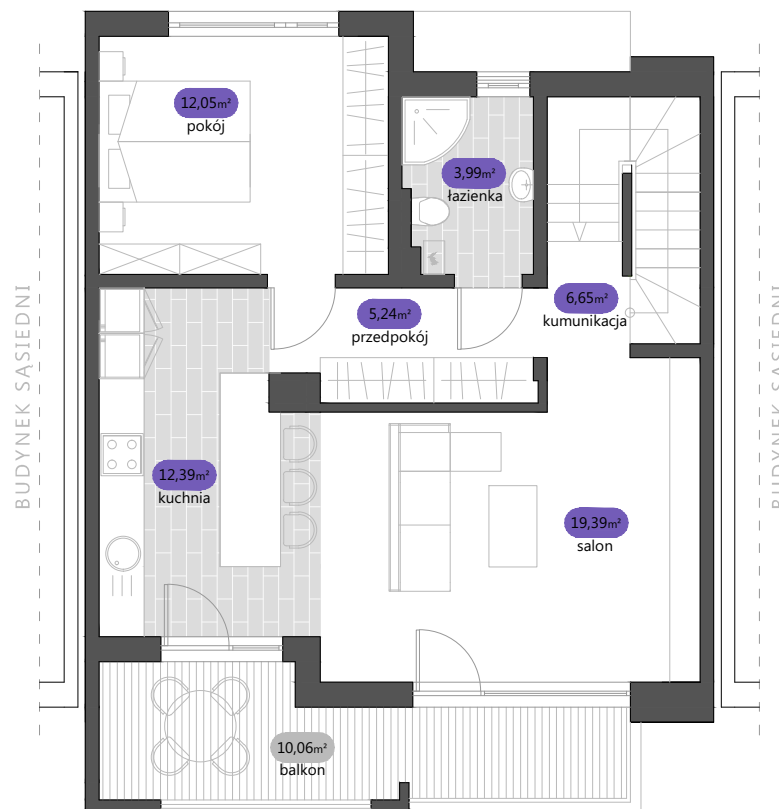 12,05m²
pokój
3,99m²
łazienka
6,65m²
kumunikacja
5,24m²
przedpokój
BUDYNEK SĄSIEDNI
BUDYNEK SĄSIEDNI
12,39m²
kuchnia
19,39m²
salon
10,06m²
balkon